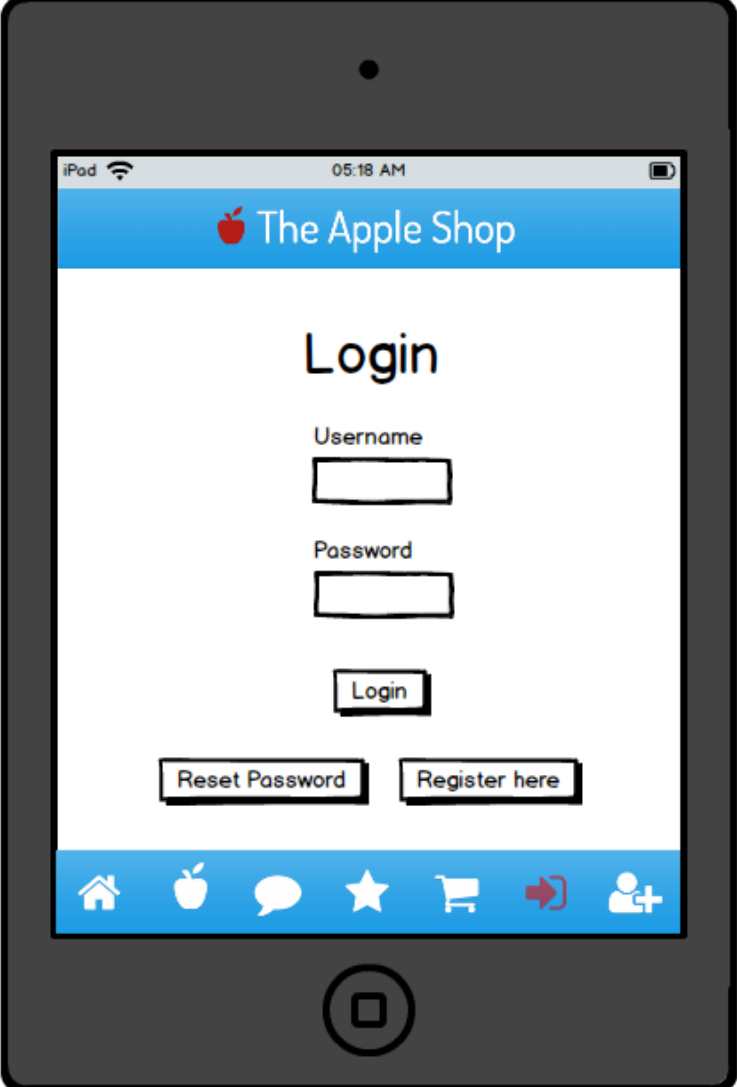 iPad 05:18 AM
The Apple Shop
Login
Username
Password
Login
Reset Password Register here